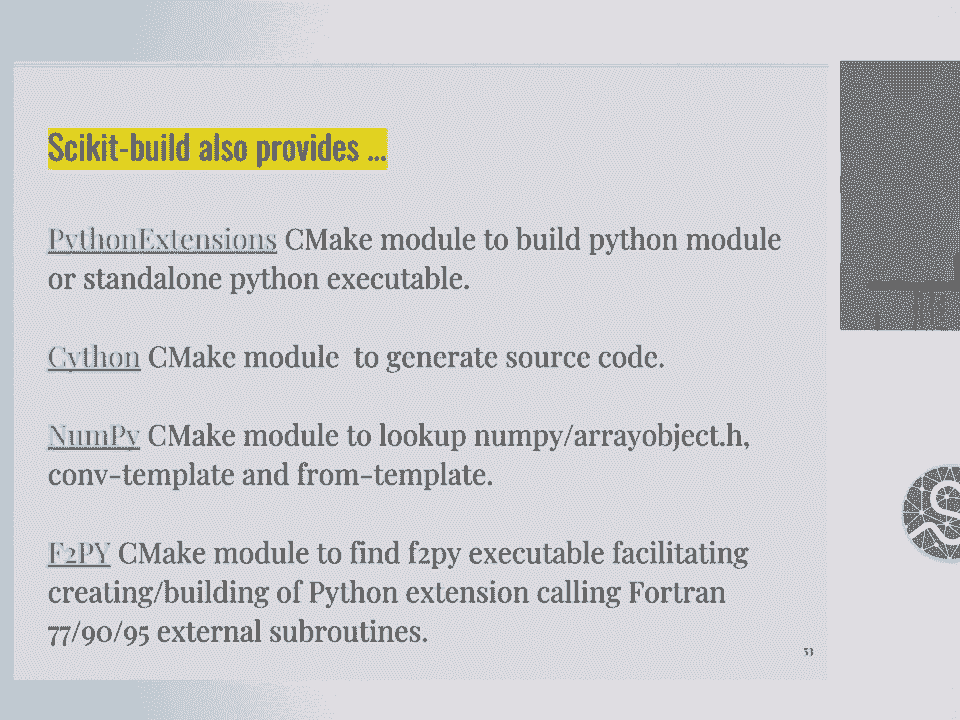 Scikit-build also provides ...
PythonExtensions CMake module to build python module
or standalone python executable.
Cython CMake module to generate source code.
NumPy CMake module to lookup numpy/arrayobject.h,
conv-template and from-template.
F2PY CMake module to find f2py executable facilitating
creating/building of Python extension calling Fortran
77/90/95 external subroutines.
53